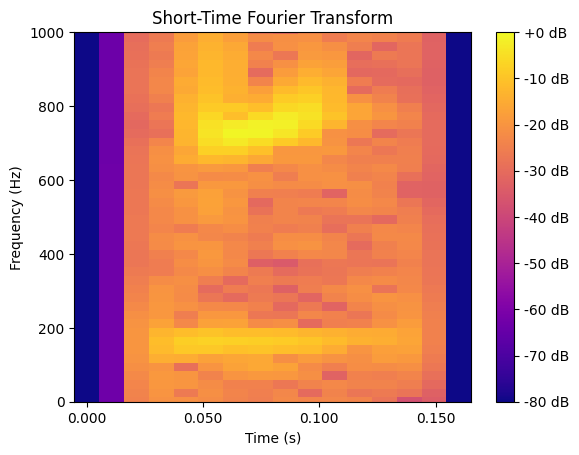 Short-Time Fourier Transform
1000
800
600
400
200
0
Frequency (Hz)
0.000
0.050
0.100
0.150
Time (s)
+0 dB
-10 dB
-20 dB
-30 dB
-40 dB
-50 dB
-60 dB
-70 dB
-80 dB